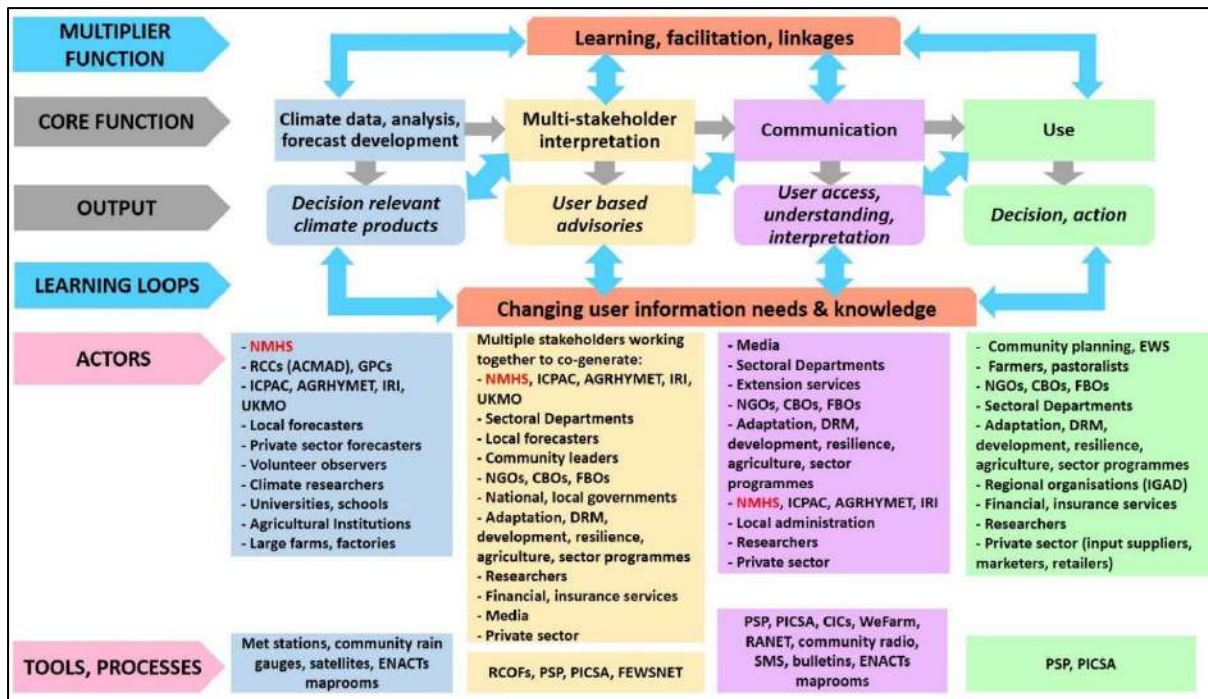 MULTIPLIER
FUNCTION
Learning, facilitation, linkages
CORE FUNCTION
Climate data, analysis,
forecast development
Multi-stakeholder
interpretation
Communication
Use
OUTPUT
Decision relevant
climate products
User based
advisories
User access,
understanding,
interpretation
Decision, action
LEARNING LOOPS
Changing user information needs & knowledge
ACTORS
- NMHS
- RCCs (ACMAD), GPCs
- ICPAC, AGRHYMET, IRI,
UKMO
- Local forecasters
- Private sector forecasters
- Volunteer observers
- Climate researchers
- Universities, schools
- Agricultural Institutions
- Large farms, factories
Multiple stakeholders working
together to co-generate:
- NMHS, ICPAC, AGRHYMET, IRI,
UKMO
- Sectoral Departments
- Local forecasters
- Community leaders
- NGOs, CBOs, FBOs
- National, local governments
- Adaptation, DRM,
development, resilience,
agriculture, sector programmes
- Researchers
- Financial, insurance services
- Media
- Private sector
- Media
- Sectoral Departments
- Extension services
- NGOs, CBOs, FBOs
- Adaptation, DRM,
development, resilience,
agriculture, sector
programmes
- NMHS, ICPAC, AGRHYMET, IRI
- Local administration
- Researchers
- Private sector
- Community planning, EWS
- Farmers, pastoralists
- NGOs, CBOs, FBOs
- Sectoral Departments
- Adaptation, DRM,
development, resilience,
agriculture, sector programmes
- Regional organisations (IGAD)
- Financial, insurance services
- Researchers
- Private sector (input suppliers,
marketers, retailers)
TOOLS, PROCESSES
Met stations, community rain
gauges, satellites, ENACTs
maprooms
RCOFs, PSP, PICSA, FEWSNET
PSP, PICSA, CICs, WeFarm,
RANET, community radio,
SMS, bulletins, ENACTs
maprooms
PSP, PICSA